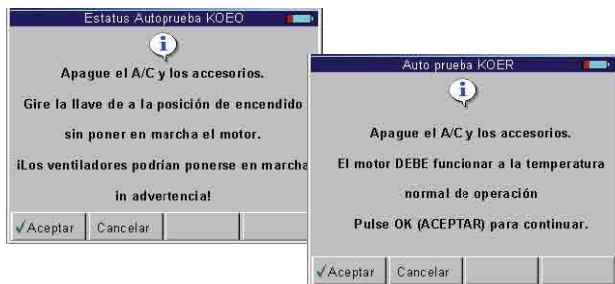 Estatus Autoprueba KOEO
Apague el A/C y los accesorios.
Gire la llave de a la posición de encendido
sin poner en marcha el motor.
¡Los ventiladores podrían ponerse en marcha
in advertencia!
Aceptar Cancelar
Auto prueba KOER
Apague el A/C y los accesorios.
El motor DEBE funcionar a la temperatura
normal de operación
Pulse OK (ACEPTAR) para continuar.
Aceptar Cancelar